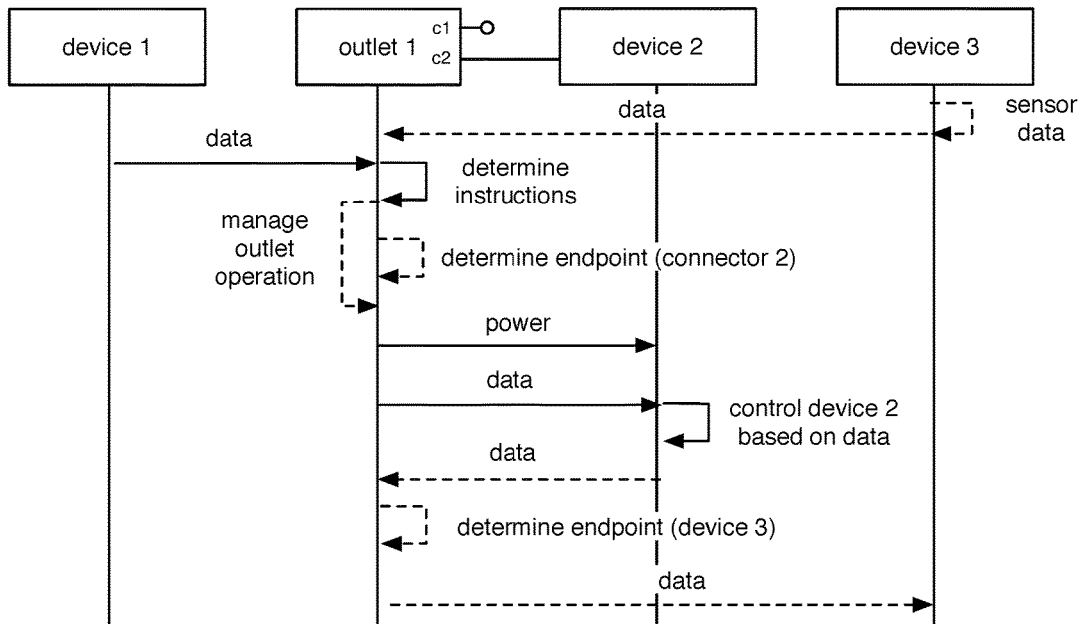 device 1
outlet 1
c1
c2
device 2
device 3
data
sensor
data
data
determine
instructions
manage
outlet
operation
determine endpoint (connector 2)
power
data
control device 2
based on data
data
determine endpoint (device 3)
data